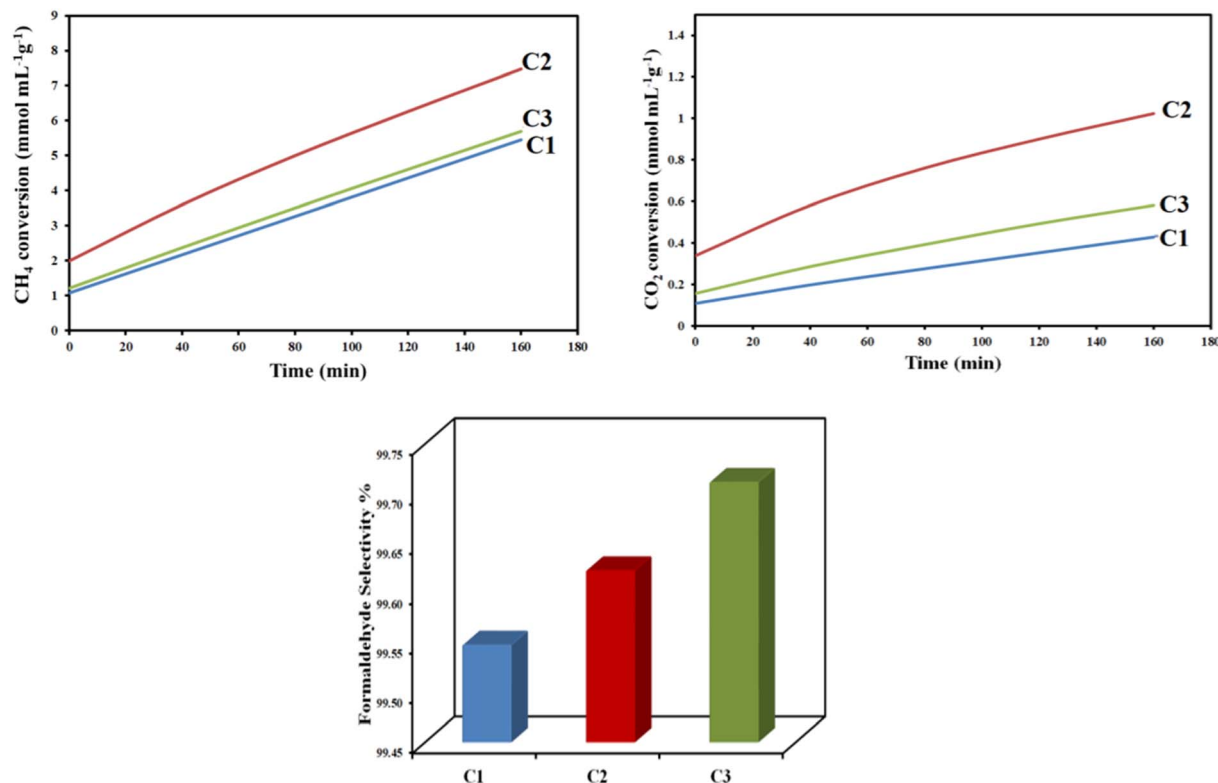 CH₄ conversion (mmol mL⁻¹g⁻¹)
9
8
7
6
5
4
3
2
1
0
0 20 40 60 80 100 120 140 160 180
Time (min)
C2
C3
C1
CO₂ conversion (mmol mL⁻¹g⁻¹)
1.4
1.2
1
0.8
0.6
0.4
0.2
0
0 20 40 60 80 100 120 140 160 180
Time (min)
C2
C3
C1
Formaldehyde Selectivity %
99.75
99.70
99.65
99.60
99.55
99.50
99.45
C1 C2 C3